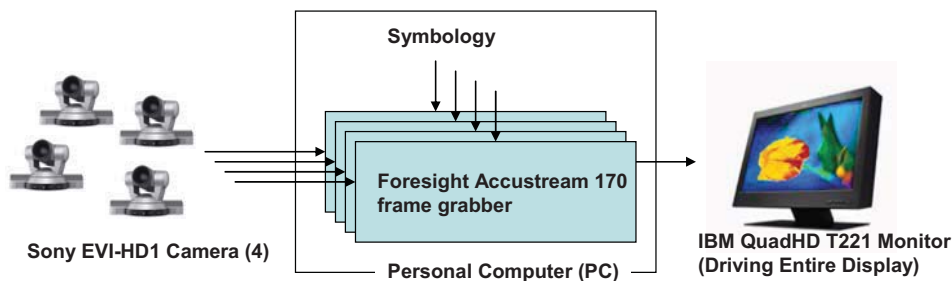 Symbology
Foresight Accustream 170
frame grabber
Sony EVI-HD1 Camera (4)
Personal Computer (PC)
IBM QuadHD T221 Monitor
(Driving Entire Display)